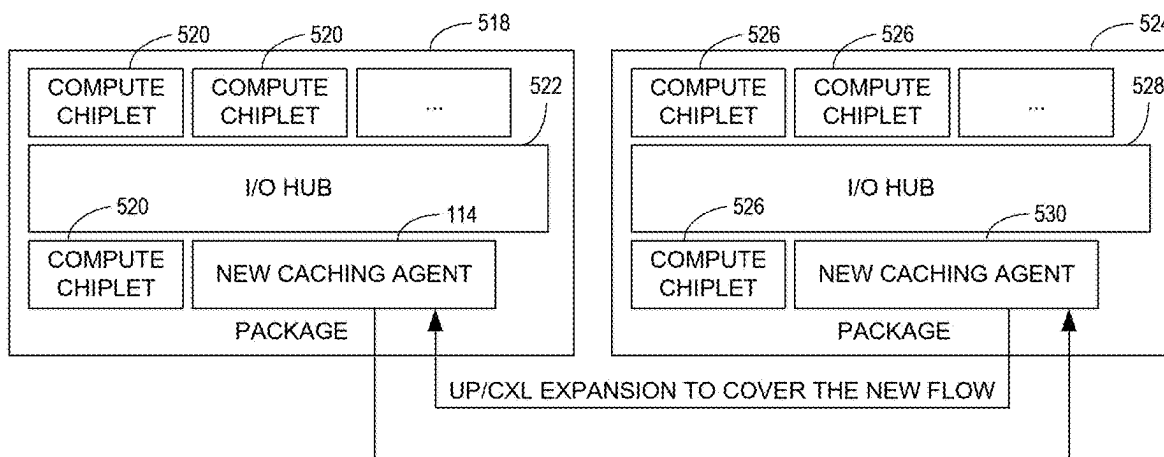 520 520 518 526 526 524
COMPUTE CHIPLET COMPUTE CHIPLET ... 522 COMPUTE CHIPLET COMPUTE CHIPLET ... 528
I/O HUB I/O HUB
520 114 526 530
COMPUTE CHIPLET NEW CACHING AGENT COMPUTE CHIPLET NEW CACHING AGENT
PACKAGE PACKAGE
UP/CXL EXPANSION TO COVER THE NEW FLOW